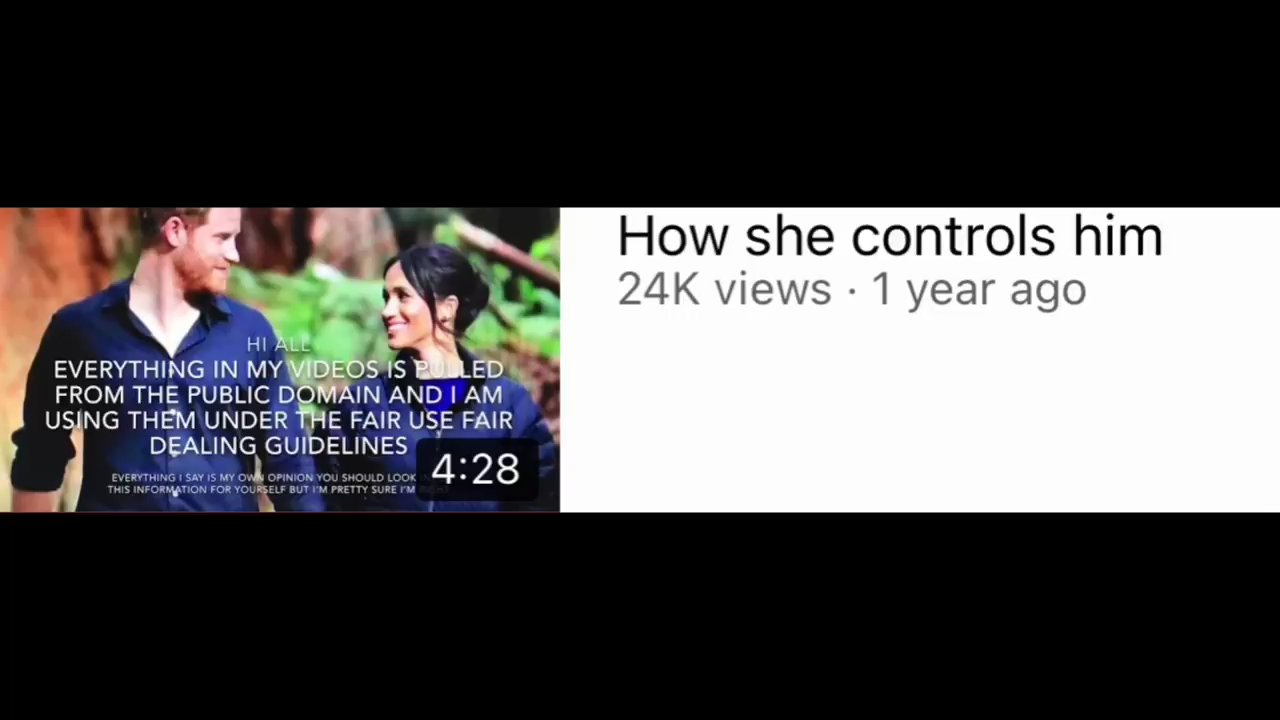 How she controls him
24K views · 1 year ago
HI ALL
EVERYTHING IN MY VIDEOS IS PULLED
FROM THE PUBLIC DOMAIN AND I AM
USING THEM UNDER THE FAIR USE FAIR
DEALING GUIDELINES
4:28
EVERYTHING I SAY IS MY OWN OPINION YOU SHOULD LOOK
THIS INFORMATION FOR YOURSELF BUT I'M PRETTY SURE I'M